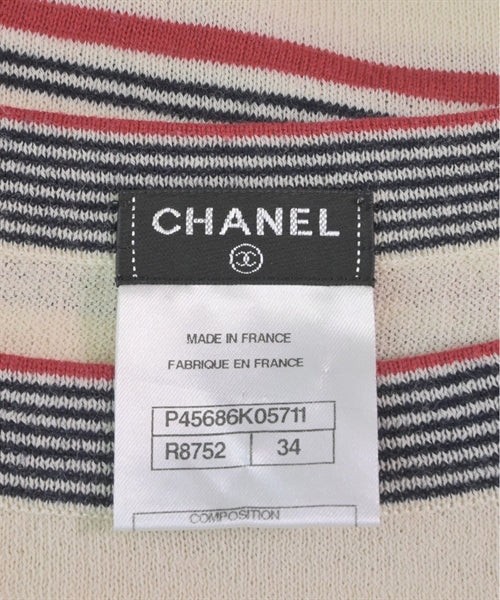 CHANEL
MADE IN FRANCE
FABRIQUE EN FRANCE
P45686K05711
R8752 34
COMPOSITION